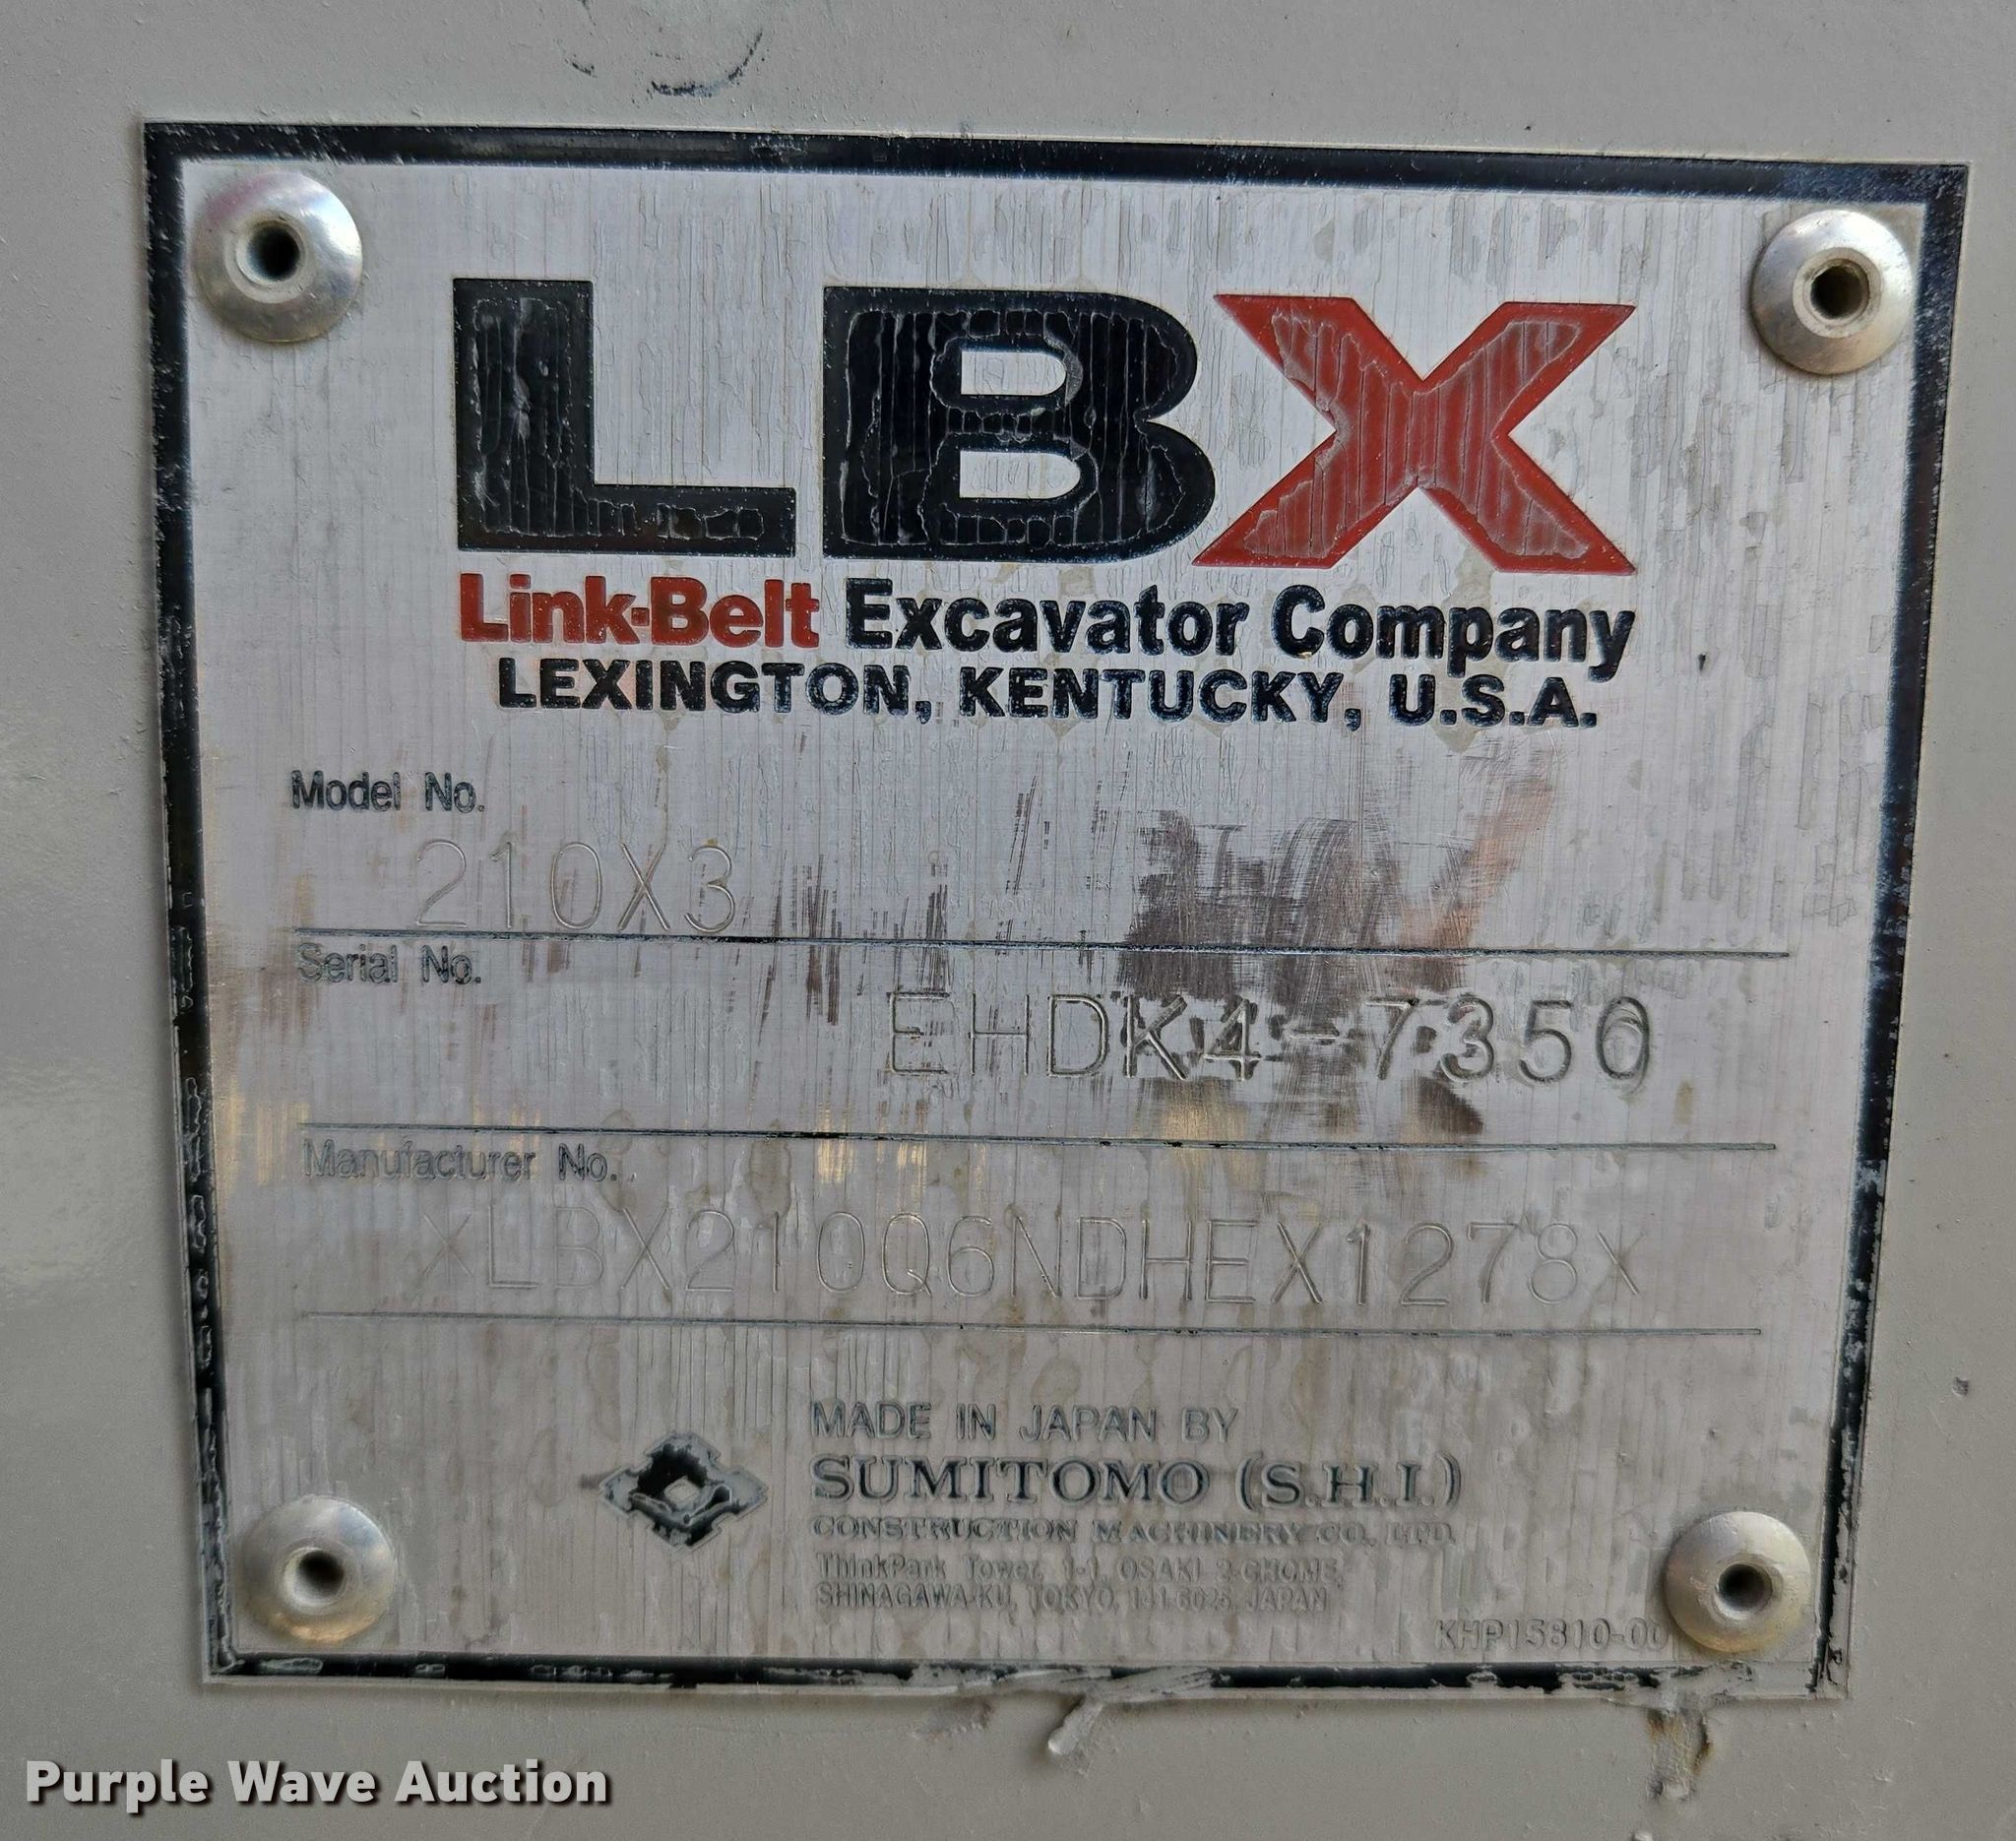 LBX
Link-Belt Excavator Company
LEXINGTON, KENTUCKY, U.S.A.
Model No.
210X3
Serial No.
EHDK4-7350
Manufacturer No.
XLBX210Q6NDHEX1278X
MADE IN JAPAN BY
SUMITOMO (S.H.I.)
CONSTRUCTION MACHINERY CO., LTD.
ThinkPark Tower, 1-1, OSAKI 2-CHOME,
SHINAGAWA-KU, TOKYO, 141-6025, JAPAN
KHP15810-00
Purple Wave Auction